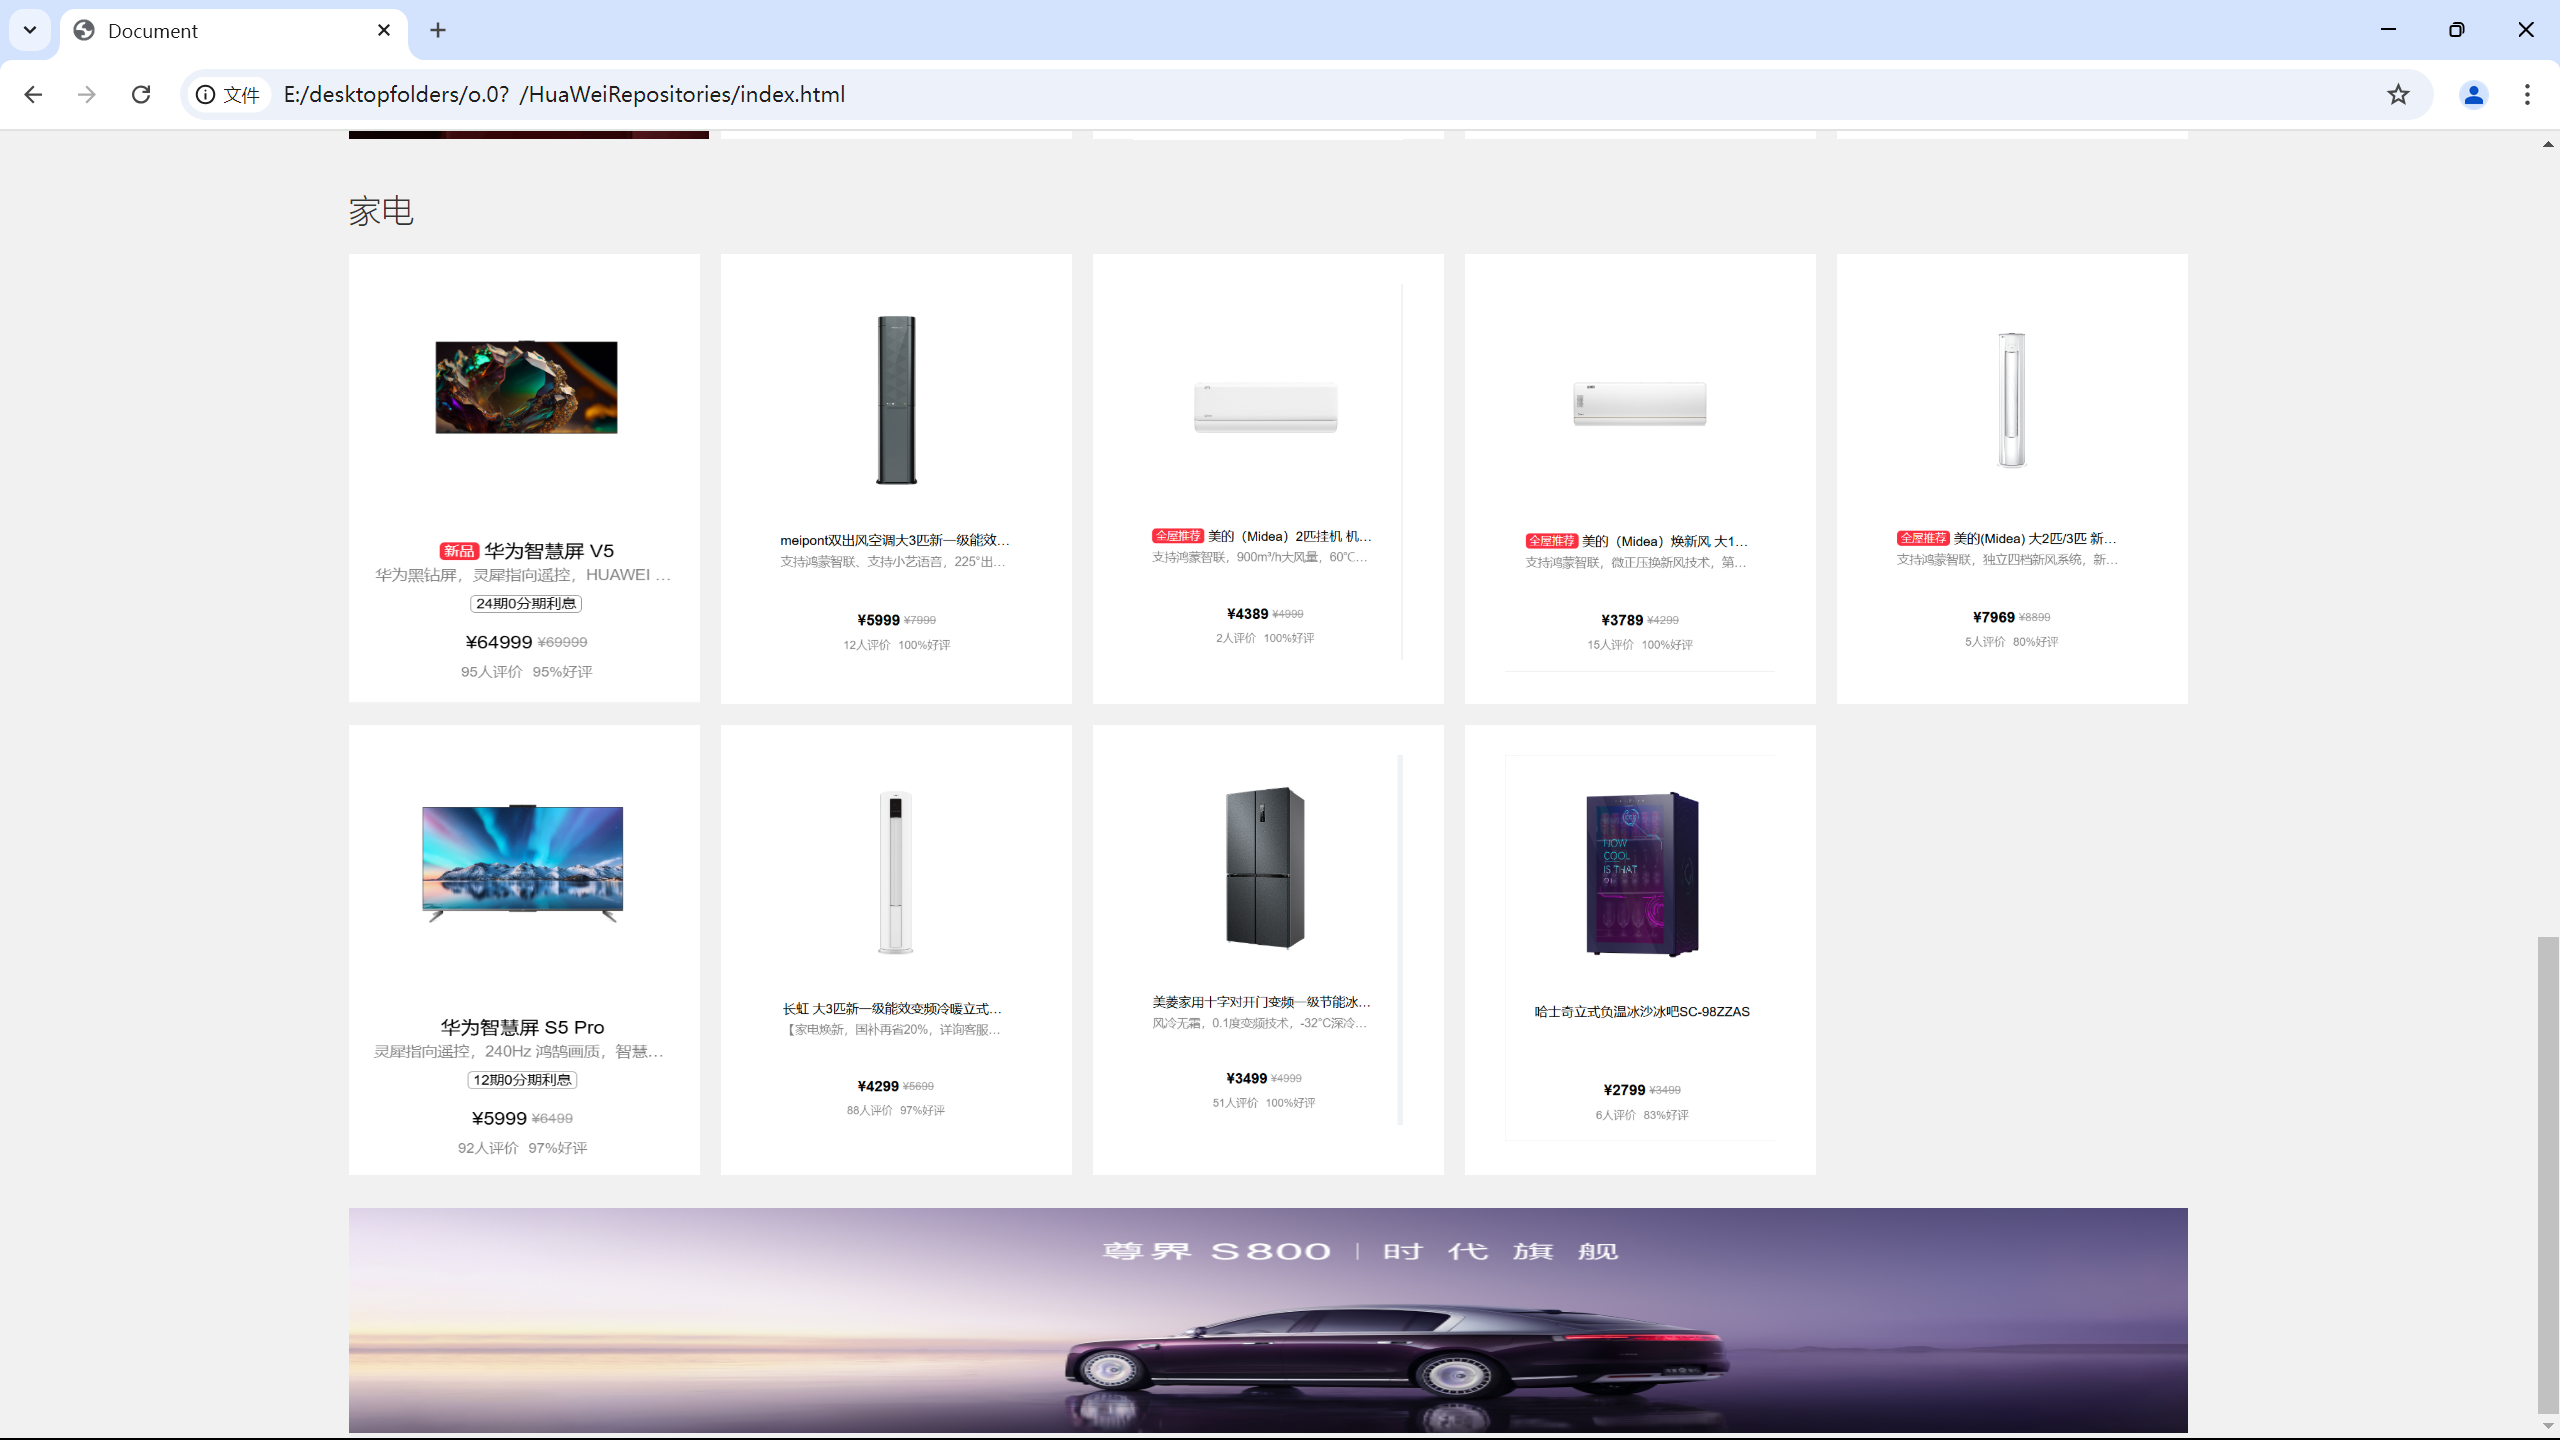 Document
文件 E:/desktopfolders/o.0? /HuaWeiRepositories/index.html
家电
新品 华为智慧屏 V5
华为黑钻屏，灵犀指向遥控，HUAWEI ...
24期0分期利息
¥64999 ¥69999
95人评价 95%好评
meipont双出风空调大3匹新一级能效...
支持鸿蒙智联、支持小艺语音，225°出...
¥5999 ¥7999
12人评价 100%好评
全屋推荐 美的（Midea）2匹挂机 机...
支持鸿蒙智联，900m³/h大风量，60℃...
¥4389 ¥4999
2人评价 100%好评
全屋推荐 美的（Midea）焕新风 大1...
支持鸿蒙智联，微正压换新风技术，第...
¥3789 ¥4299
15人评价 100%好评
全屋推荐 美的(Midea) 大2匹/3匹 新...
支持鸿蒙智联，独立四档新风系统，新...
¥7969 ¥8899
5人评价 80%好评
华为智慧屏 S5 Pro
灵犀指向遥控，240Hz 鸿鹄画质，智慧...
12期0分期利息
¥5999 ¥6499
92人评价 97%好评
长虹 大3匹新一级能效变频冷暖立式...
【家电焕新，国补再省20%，详询客服...
¥4299 ¥5699
88人评价 97%好评
美菱家用十字对开门变频一级节能冰...
风冷无霜，0.1度变频技术，-32°C深冷...
¥3499 ¥4999
51人评价 100%好评
NOW
COOL
IS THAT
哈士奇立式负温冰沙冰吧SC-98ZZAS
¥2799 ¥3499
6人评价 83%好评
尊界 S800 | 时代旗舰